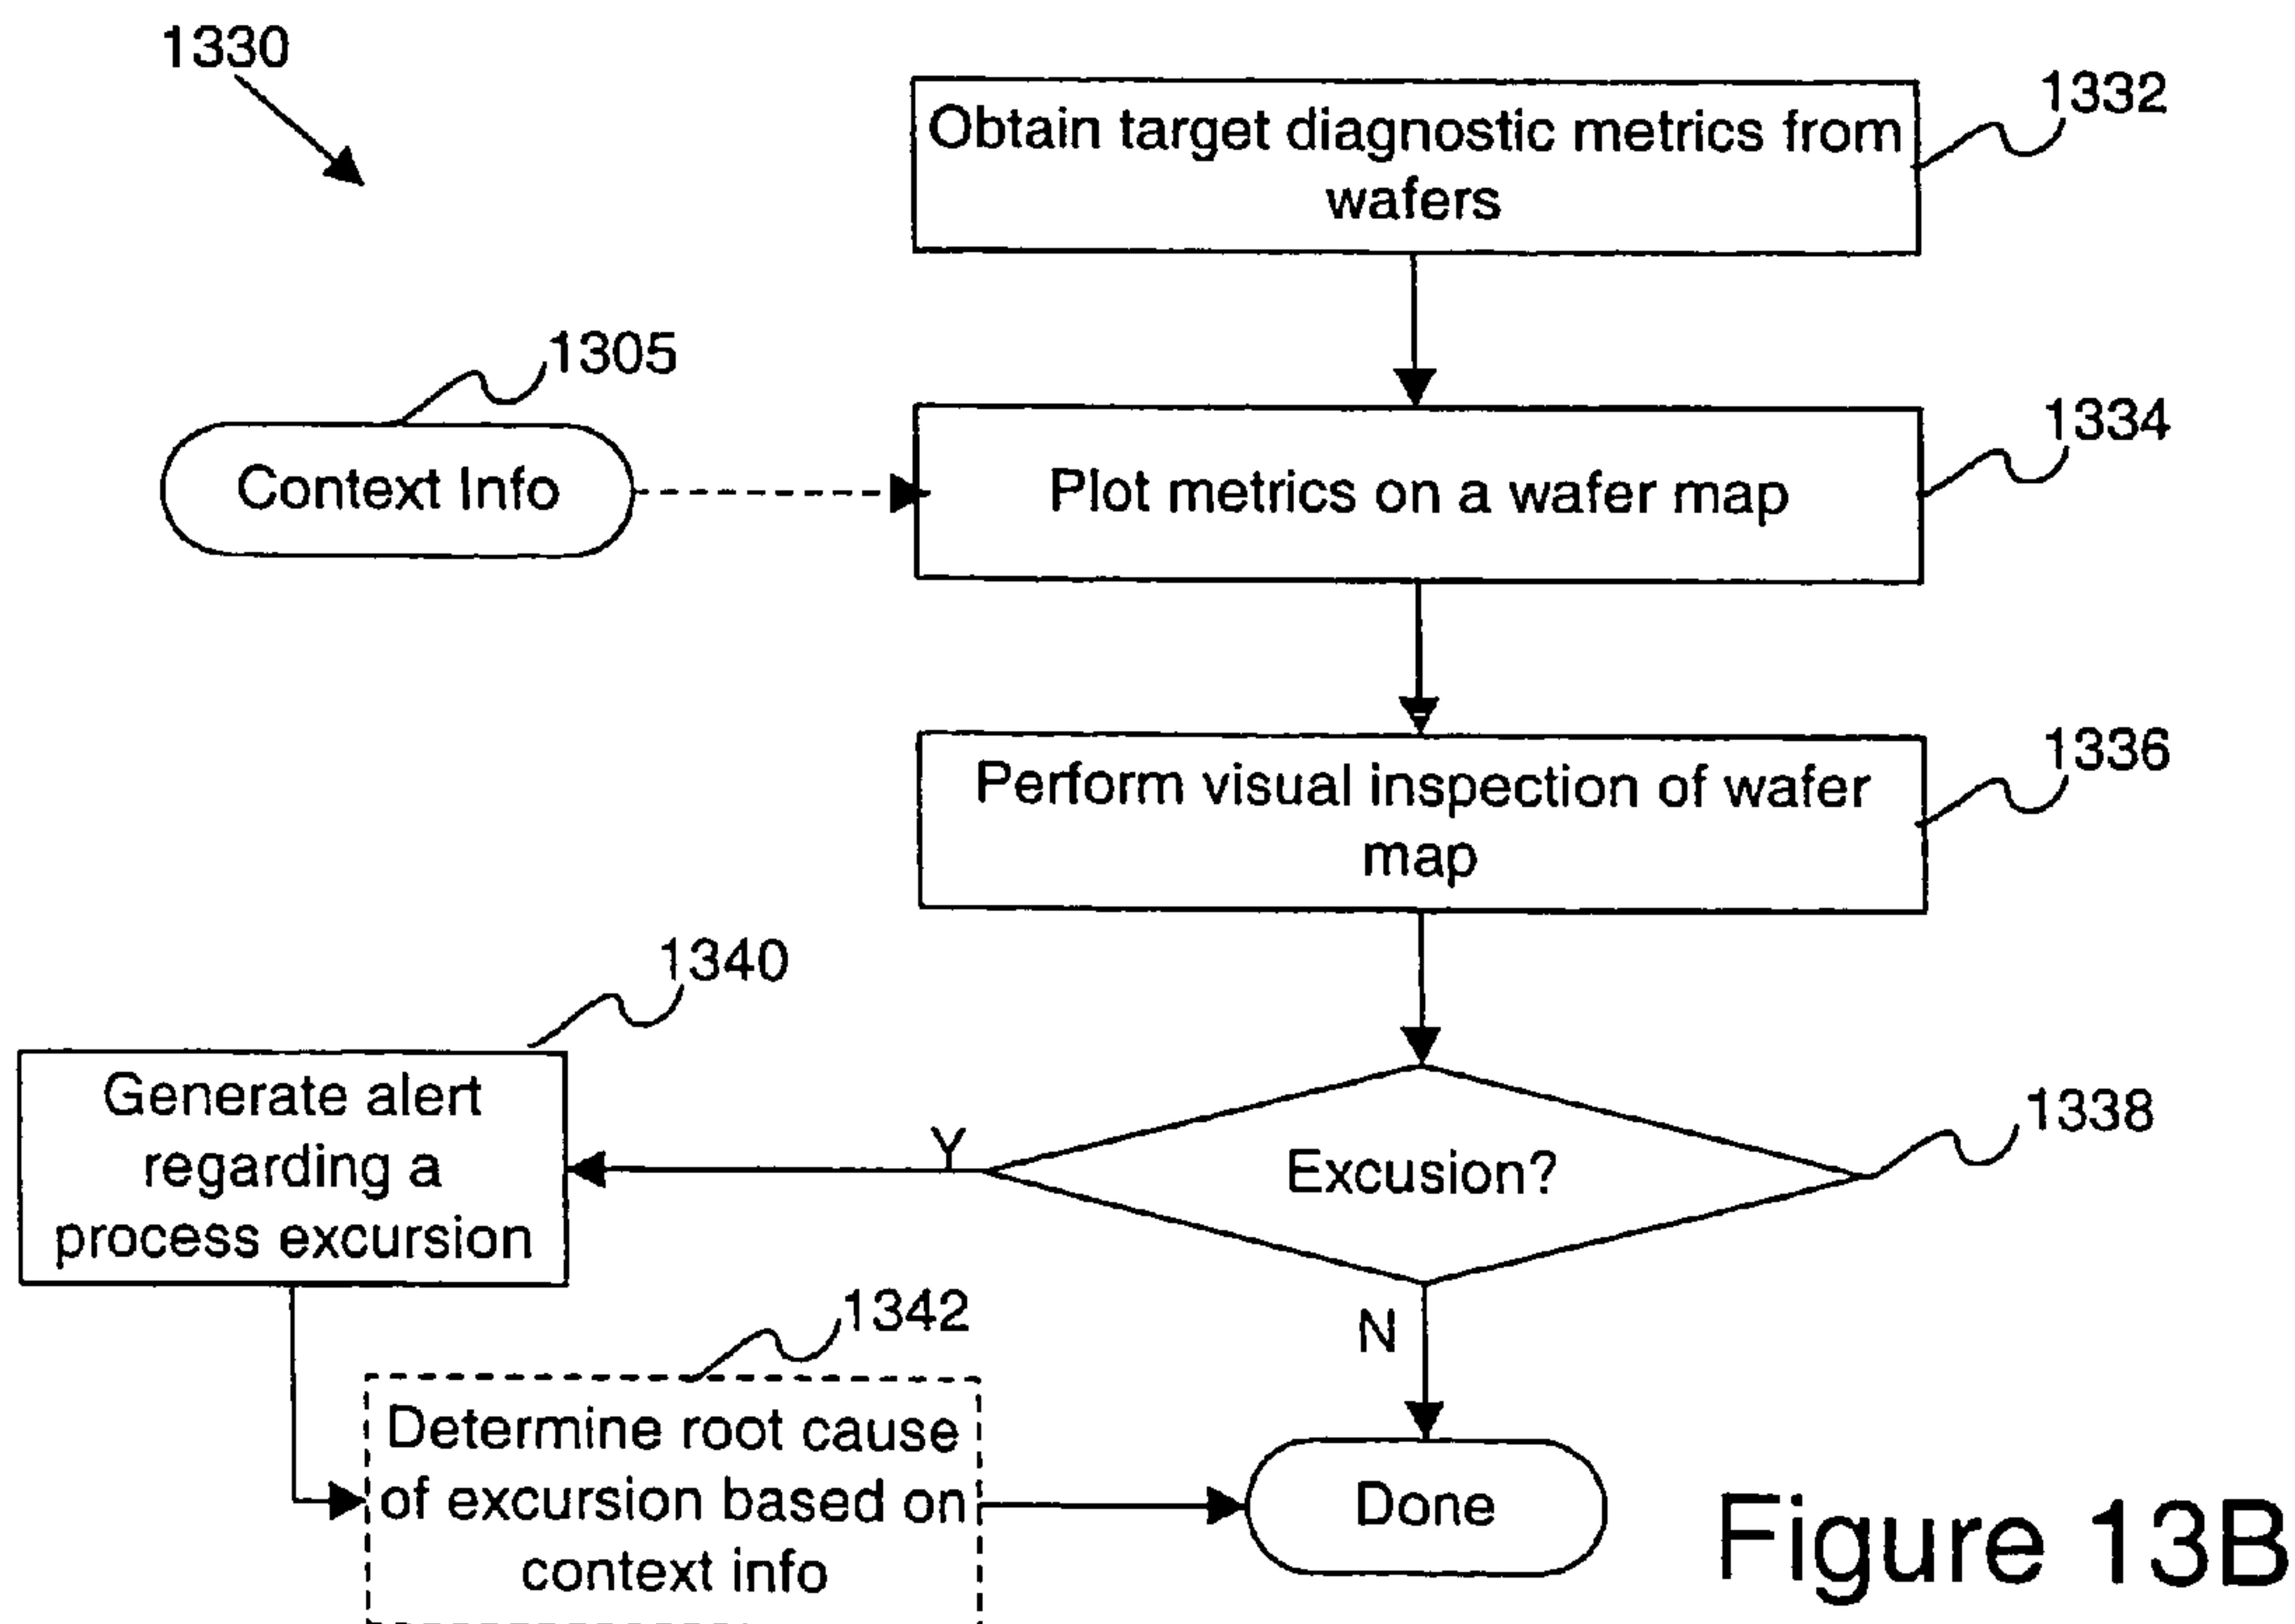 1330
1332
Obtain target diagnostic metrics from
wafers
1305
Context Info
1334
Plot metrics on a wafer map
1336
Perform visual inspection of wafer
map
1340
Generate alert
regarding a
process excursion
Y
1338
Excusion?
N
1342
Determine root cause
of excursion based on
context info
Done
Figure 13B